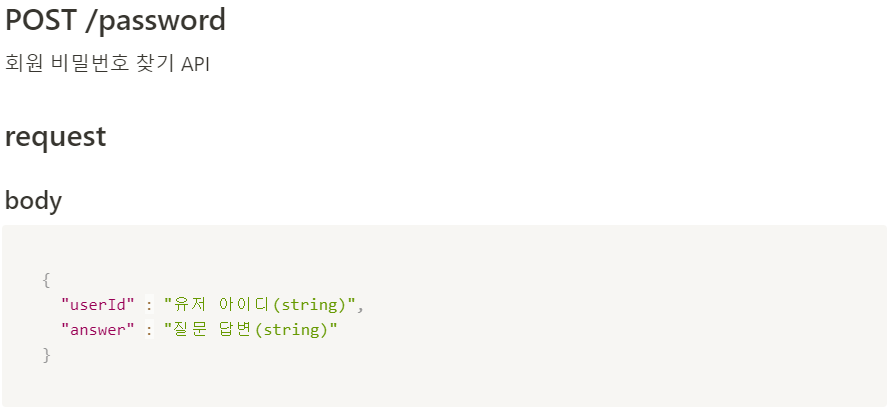 POST /password
회원 비밀번호 찾기 API
request
body
{
"userId" : "유저 아이디(string)",
"answer" : "질문 답변(string)"
}